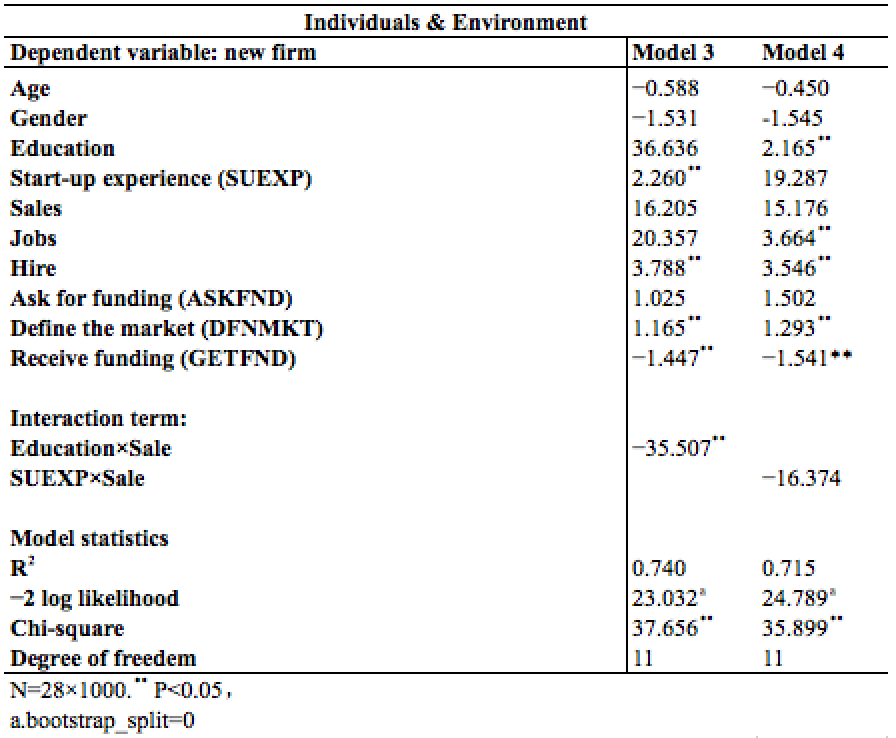 Individuals & Environment
Dependent variable: new firm Model 3 Model 4
Age −0.588 −0.450
Gender −1.531 -1.545
Education 36.636 2.165**
Start-up experience (SUEXP) 2.260** 19.287
Sales 16.205 15.176
Jobs 20.357 3.664**
Hire 3.788** 3.546**
Ask for funding (ASKFND) 1.025 1.502
Define the market (DFNMKT) 1.165** 1.293**
Receive funding (GETFND) −1.447** −1.541**
Interaction term:
Education×Sale −35.507**
SUEXP×Sale −16.374
Model statistics
R² 0.740 0.715
−2 log likelihood 23.032ᵃ 24.789ᵃ
Chi-square 37.656** 35.899**
Degree of freedom 11 11
N=28×1000.** P<0.05,
a.bootstrap_split=0